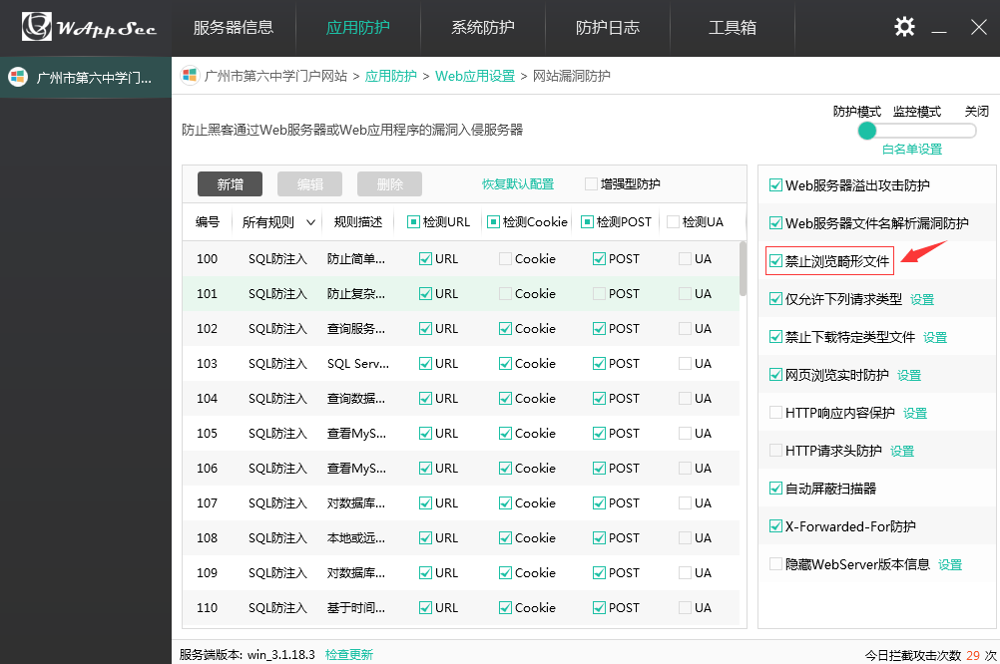 WAppSec 服务器信息 应用防护 系统防护 防护日志 工具箱
广州市第六中学门...
广州市第六中学门户网站 > 应用防护 > Web应用设置 > 网站漏洞防护
防护模式 监控模式 关闭
防止黑客通过Web服务器或Web应用程序的漏洞入侵服务器
白名单设置
新增 编辑 删除 恢复默认配置 增强型防护
编号 所有规则 规则描述 检测URL 检测Cookie 检测POST 检测UA
100 SQL防注入 防止简单... URL Cookie POST UA
101 SQL防注入 防止复杂... URL Cookie POST UA
102 SQL防注入 查询服务... URL Cookie POST UA
103 SQL防注入 SQL Serv... URL Cookie POST UA
104 SQL防注入 查询数据... URL Cookie POST UA
105 SQL防注入 查看MyS... URL Cookie POST UA
106 SQL防注入 查看MyS... URL Cookie POST UA
107 SQL防注入 对数据库... URL Cookie POST UA
108 SQL防注入 本地或远... URL Cookie POST UA
109 SQL防注入 对数据库... URL Cookie POST UA
110 SQL防注入 基于时间... URL Cookie POST UA
Web服务器溢出攻击防护
Web服务器文件名解析漏洞防护
禁止浏览畸形文件
仅允许下列请求类型 设置
禁止下载特定类型文件 设置
网页浏览实时防护 设置
HTTP响应内容保护 设置
HTTP请求头防护 设置
自动屏蔽扫描器
X-Forwarded-For防护
隐藏WebServer版本信息 设置
服务端版本: win_3.1.18.3 检查更新
今日拦截攻击次数 29 次